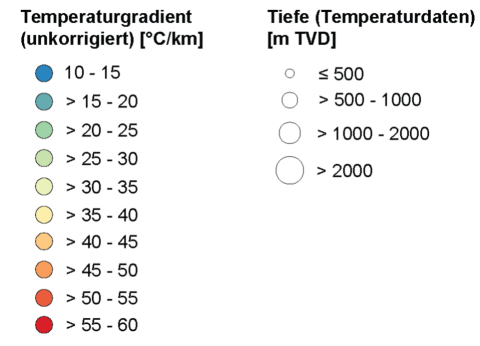 Temperaturgradient
(unkorrigiert) [°C/km]
10 - 15
> 15 - 20
> 20 - 25
> 25 - 30
> 30 - 35
> 35 - 40
> 40 - 45
> 45 - 50
> 50 - 55
> 55 - 60
Tiefe (Temperaturdaten)
[m TVD]
≤ 500
> 500 - 1000
> 1000 - 2000
> 2000